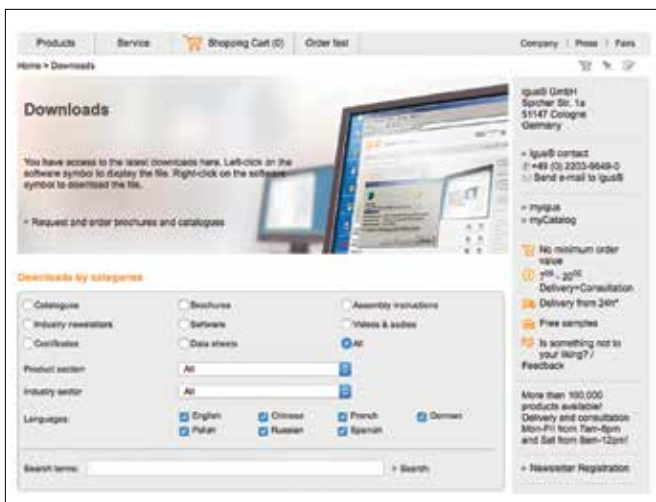 Products Service Shopping Cart (0) Order fast Company | Press | Fairs
Home > Downloads
Downloads
You have access to the latest downloads here. Left-click on the
software symbol to display the file. Right-click on the software
symbol to download the file.
» Request and order brochures and catalogues
igus® GmbH
Spicher Str. 1a
51147 Cologne
Germany
» igus® contact
+49 (0) 2203-9649-0
Send e-mail to igus®
» myigus
» myCatalog
No minimum order
value
7⁰⁰ - 20⁰⁰
Delivery+Consultation
Delivery from 24h*
Free samples
Is something not to
your liking? /
Feedback
More than 100,000
products available!
Delivery and consultation
Mon-Fri from 7am-8pm
and Sat from 8am-12pm!
» Newsletter Registration
Downloads by categories
Catalogues Brochures Assembly instructions
Industry newsletters Software Videos & audios
Certificates Data sheets All
Product section All
Industry sector All
Languages: English Chinese French German
Polish Russian Spanish
Search terms: » Search